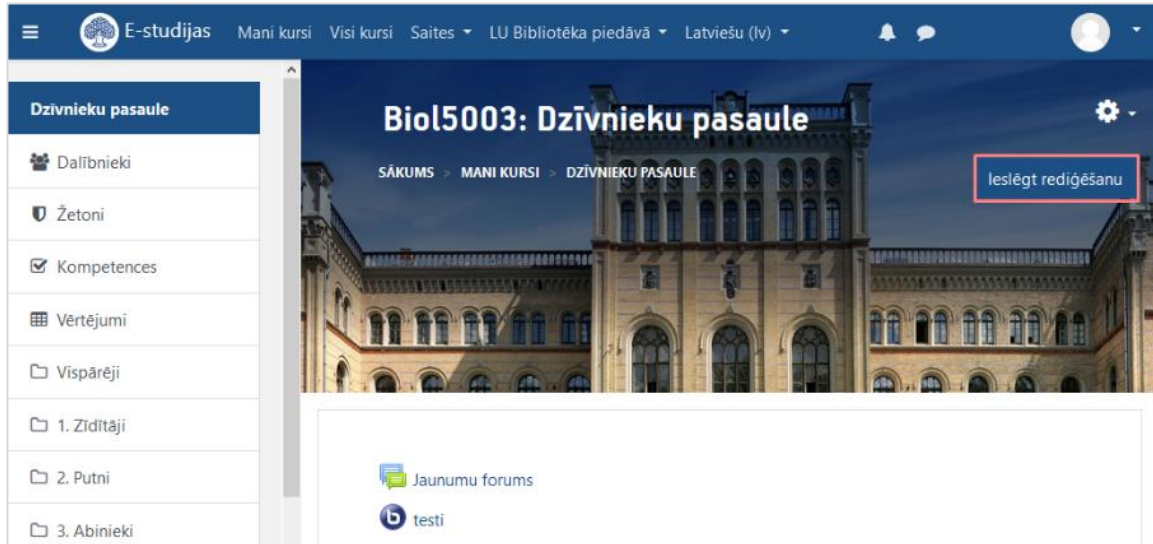 E-studijas Mani kursi Visi kursi Saites LU Bibliotēka piedāvā Latviešu (lv)
Dzīvnieku pasaule
Dalībnieki
Žetoni
Kompetences
Vērtējumi
Vispārēji
1. Zīdītāji
2. Putni
3. Abinieki
Biol5003: Dzīvnieku pasaule
SĀKUMS > MANI KURSI > DZĪVNIEKU PASAULE
Ieslēgt rediģēšanu
Jaunumu forums
b testi